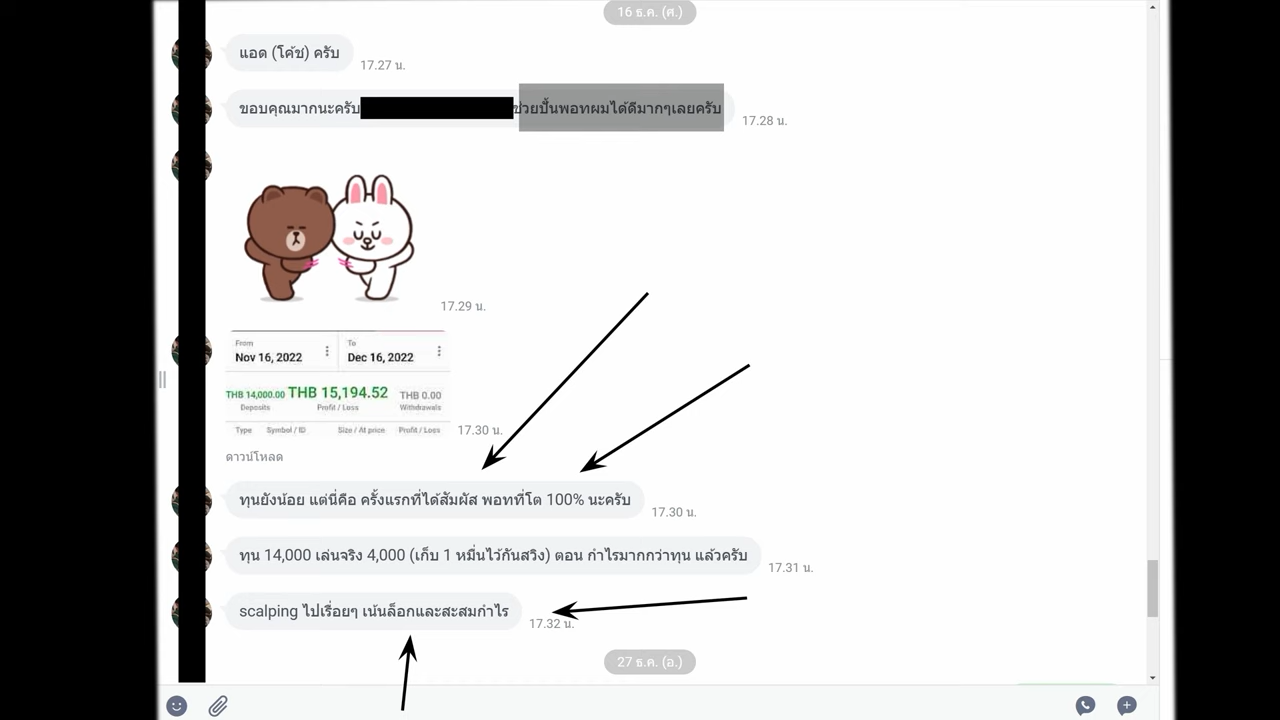 16 ธ.ค. (ศ.)
แอด (โค้ช) ครับ
17.27 น.
ขอบคุณมากนะครับ ช่วยปั้นพอทผมได้ดีมากๆเลยครับ
17.28 น.
17.29 น.
From To
Nov 16, 2022 Dec 16, 2022
THB 14,000.00 THB 15,194.52 THB 0.00
Deposits Profit / Loss Withdrawals
Type Symbol / ID Size / At price Profit / Loss
17.30 น.
ดาวน์โหลด
ทุนยังน้อย แต่นี่คือ ครั้งแรกที่ได้สัมผัส พอทที่โต 100% นะครับ
17.30 น.
ทุน 14,000 เล่นจริง 4,000 (เก็บ 1 หมื่นไว้กันสวิง) ตอน กำไรมากกว่าทุน แล้วครับ
17.31 น.
scalping ไปเรื่อยๆ เน้นล็อกและสะสมกำไร
17.32 น.
27 ธ.ค. (อ.)